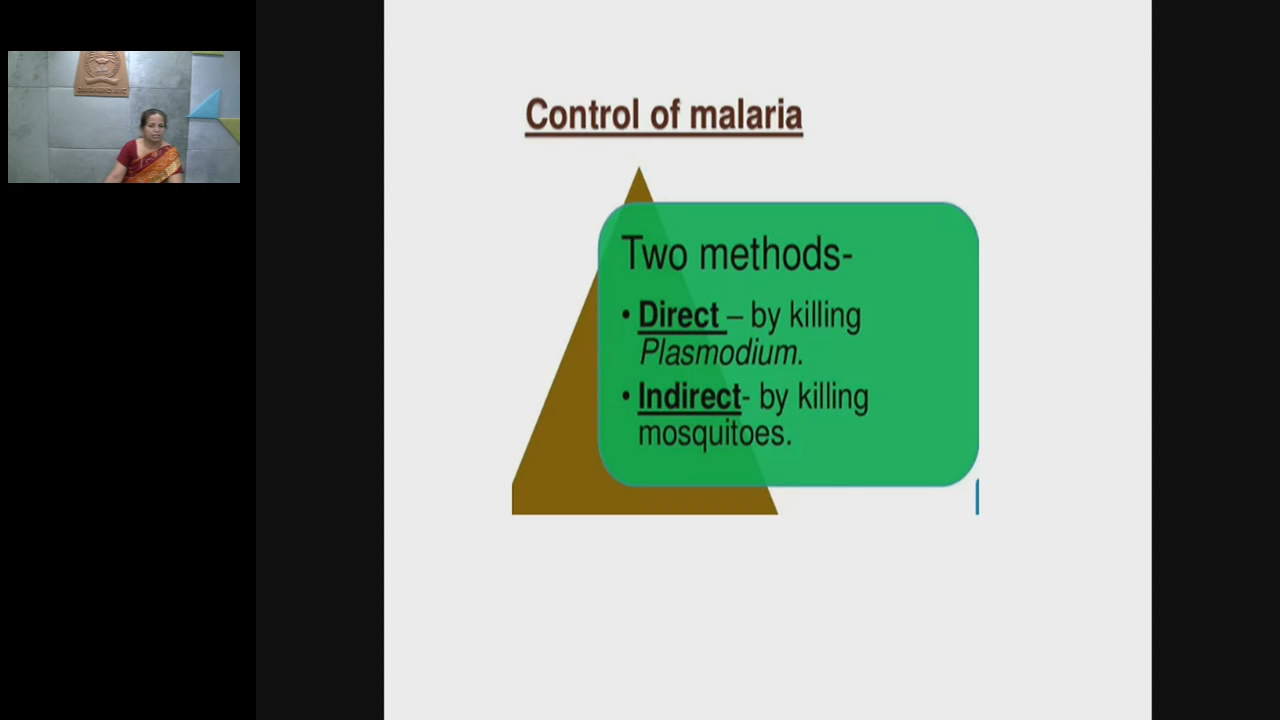 Control of malaria
Two methods-
• Direct – by killing
Plasmodium.
• Indirect- by killing
mosquitoes.